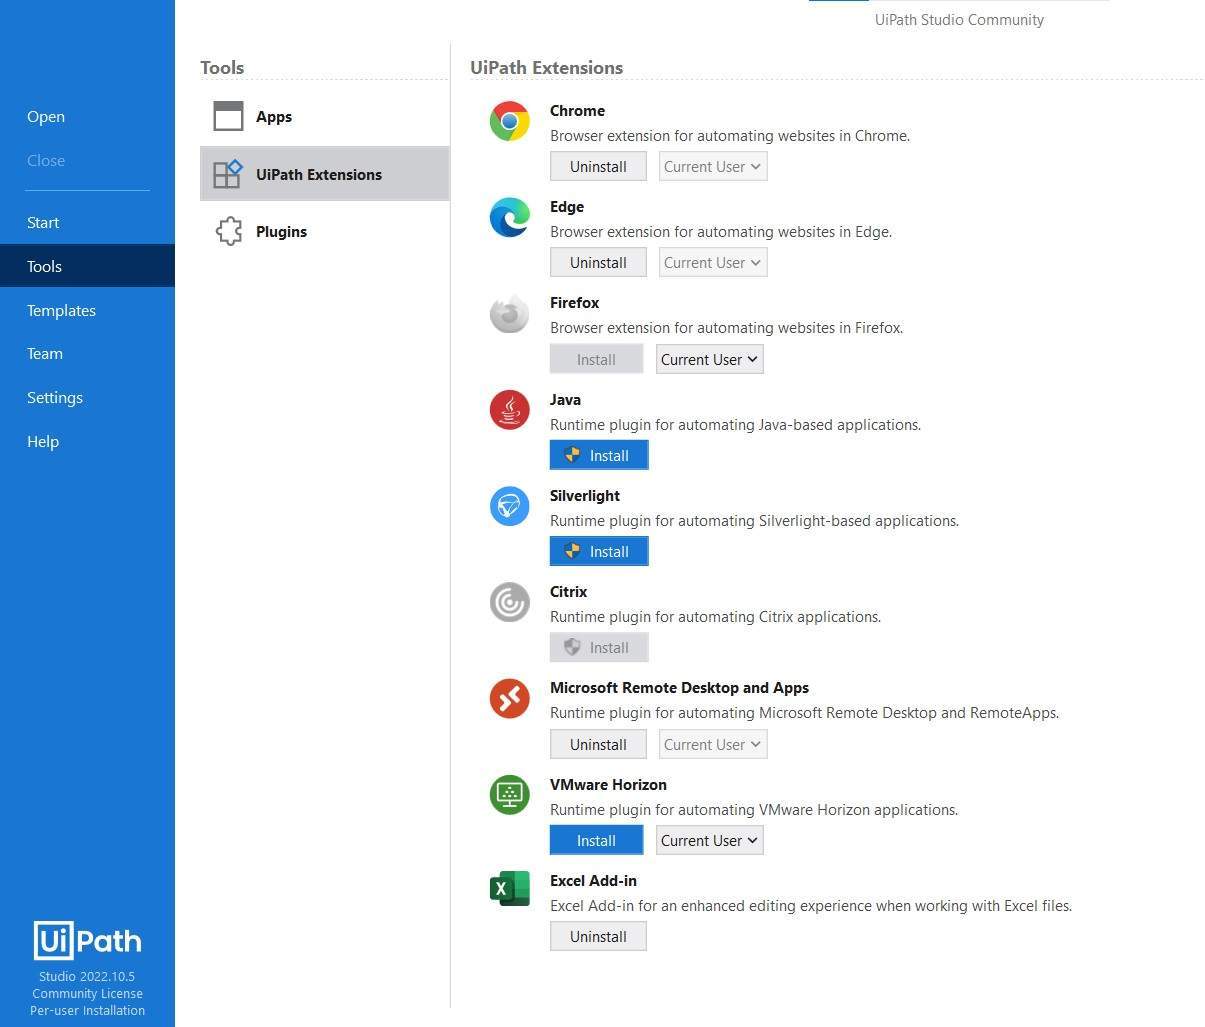 UiPath Studio Community
Open
Close
Start
Tools
Templates
Team
Settings
Help
UiPath
Studio 2022.10.5
Community License
Per-user Installation
Tools
Apps
UiPath Extensions
Plugins
UiPath Extensions
Chrome
Browser extension for automating websites in Chrome.
Uninstall Current User
Edge
Browser extension for automating websites in Edge.
Uninstall Current User
Firefox
Browser extension for automating websites in Firefox.
Install Current User
Java
Runtime plugin for automating Java-based applications.
Install
Silverlight
Runtime plugin for automating Silverlight-based applications.
Install
Citrix
Runtime plugin for automating Citrix applications.
Install
Microsoft Remote Desktop and Apps
Runtime plugin for automating Microsoft Remote Desktop and RemoteApps.
Uninstall Current User
VMware Horizon
Runtime plugin for automating VMware Horizon applications.
Install Current User
X
Excel Add-in
Excel Add-in for an enhanced editing experience when working with Excel files.
Uninstall